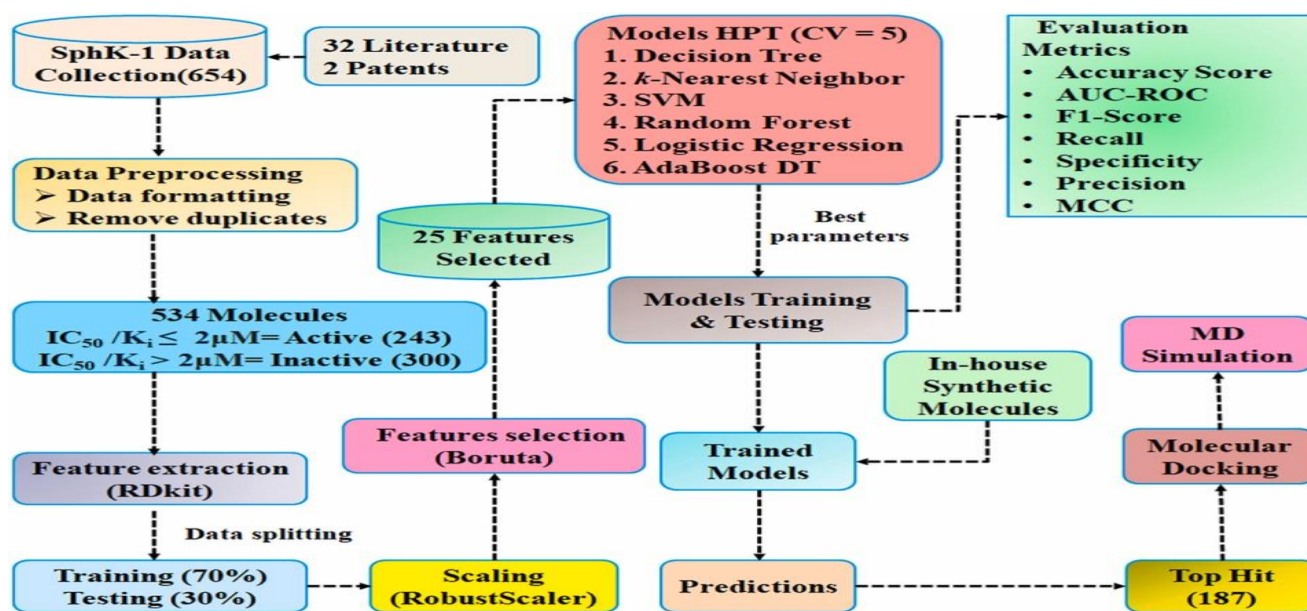 SphK-1 Data
Collection(654)
32 Literature
2 Patents
Data Preprocessing
➢ Data formatting
➢ Remove duplicates
534 Molecules
IC₅₀ /Kᵢ ≤ 2μM= Active (243)
IC₅₀ /Kᵢ > 2μM= Inactive (300)
Feature extraction
(RDkit)
Data splitting
Training (70%)
Testing (30%)
Scaling
(RobustScaler)
Features selection
(Boruta)
25 Features
Selected
Models HPT (CV = 5)
1. Decision Tree
2. k-Nearest Neighbor
3. SVM
4. Random Forest
5. Logistic Regression
6. AdaBoost DT
Best
parameters
Models Training
& Testing
Evaluation
Metrics
• Accuracy Score
• AUC-ROC
• F1-Score
• Recall
• Specificity
• Precision
• MCC
In-house
Synthetic
Molecules
Trained
Models
Predictions
Top Hit
(187)
Molecular
Docking
MD
Simulation